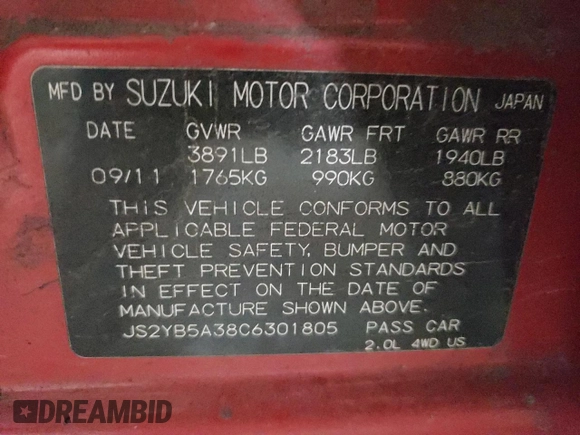 MFD BY SUZUKI MOTOR CORPORATION JAPAN
DATE GVWR GAWR FRT GAWR RR
3891LB 2183LB 1940LB
09/11 1765KG 990KG 880KG
THIS VEHICLE CONFORMS TO ALL
APPLICABLE FEDERAL MOTOR
VEHICLE SAFETY, BUMPER AND
THEFT PREVENTION STANDARDS
IN EFFECT ON THE DATE OF
MANUFACTURE SHOWN ABOVE.
JS2YB5A38C6301805 PASS CAR
2.0L 4WD US
DREAMBID